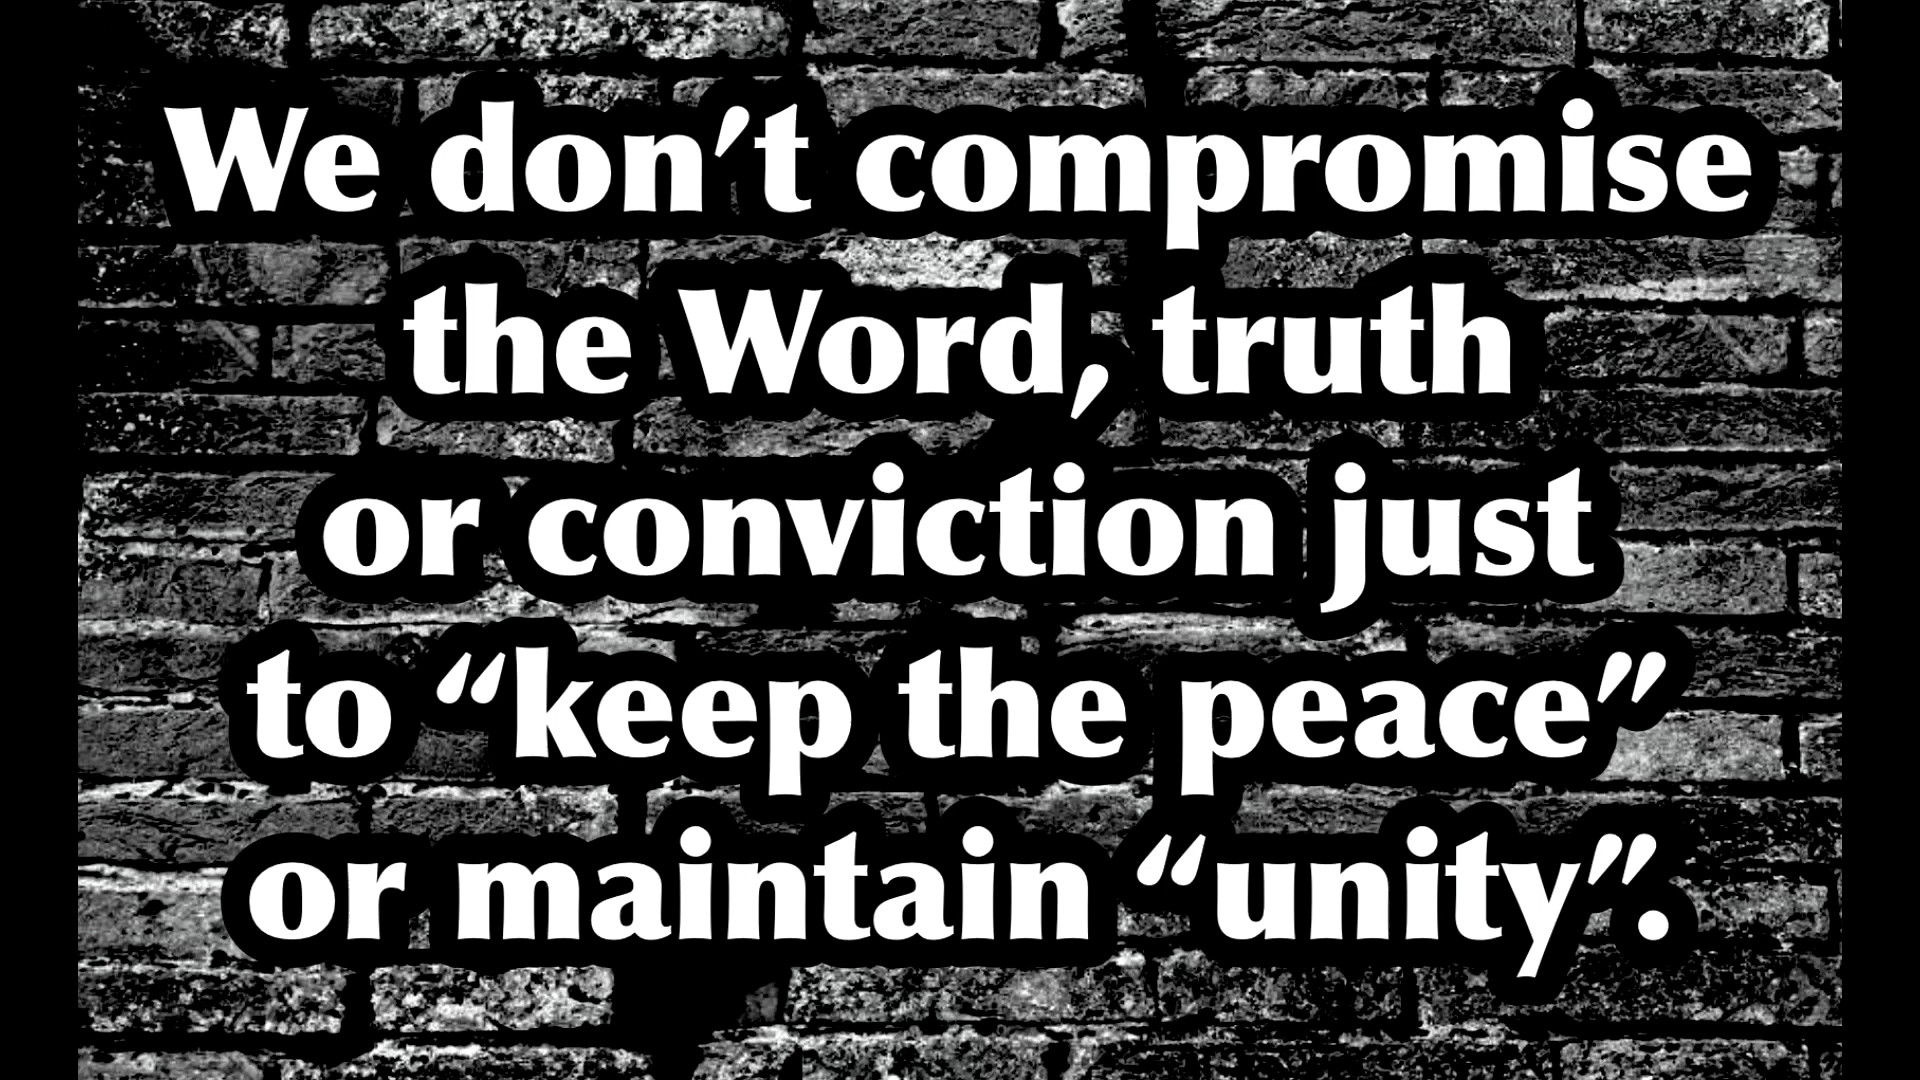 We don’t compromise
the Word, truth
or conviction just
to “keep the peace”
or maintain “unity”.